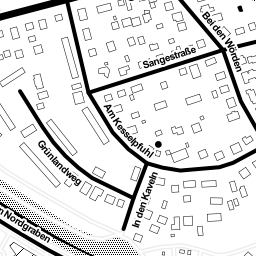 Bei den Wörden
Sangestraße
Am Kesselpfuhl
Grünlandweg
In den Kaveln
Nordgraben